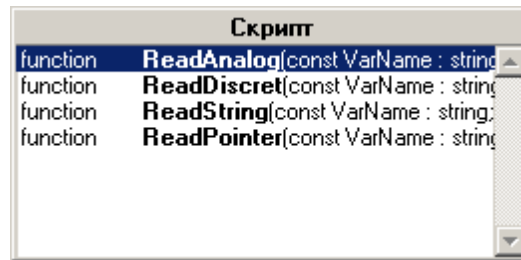 Скрипт
function ReadAnalog(const VarName : string
function ReadDiscret(const VarName : string
function ReadString(const VarName : string;
function ReadPointer(const VarName : string